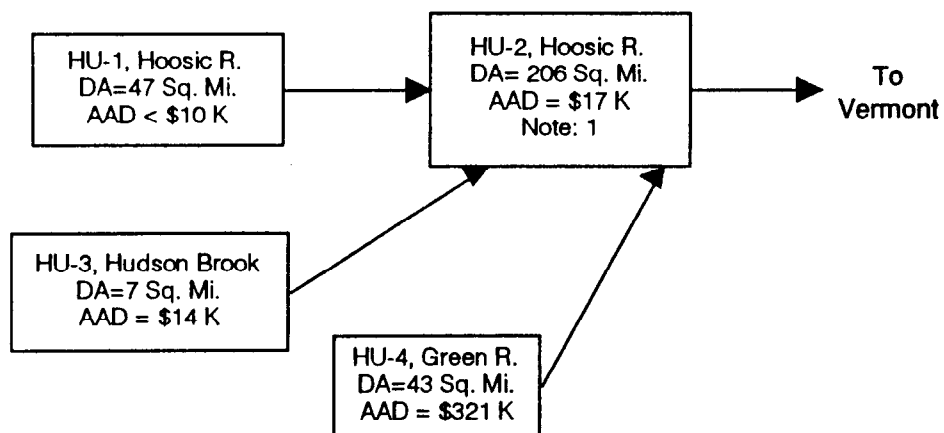 HU-1, Hoosic R.
DA=47 Sq. Mi.
AAD < $10 K
HU-2, Hoosic R.
DA= 206 Sq. Mi.
AAD = $17 K
Note: 1
To
Vermont
HU-3, Hudson Brook
DA=7 Sq. Mi.
AAD = $14 K
HU-4, Green R.
DA=43 Sq. Mi.
AAD = $321 K